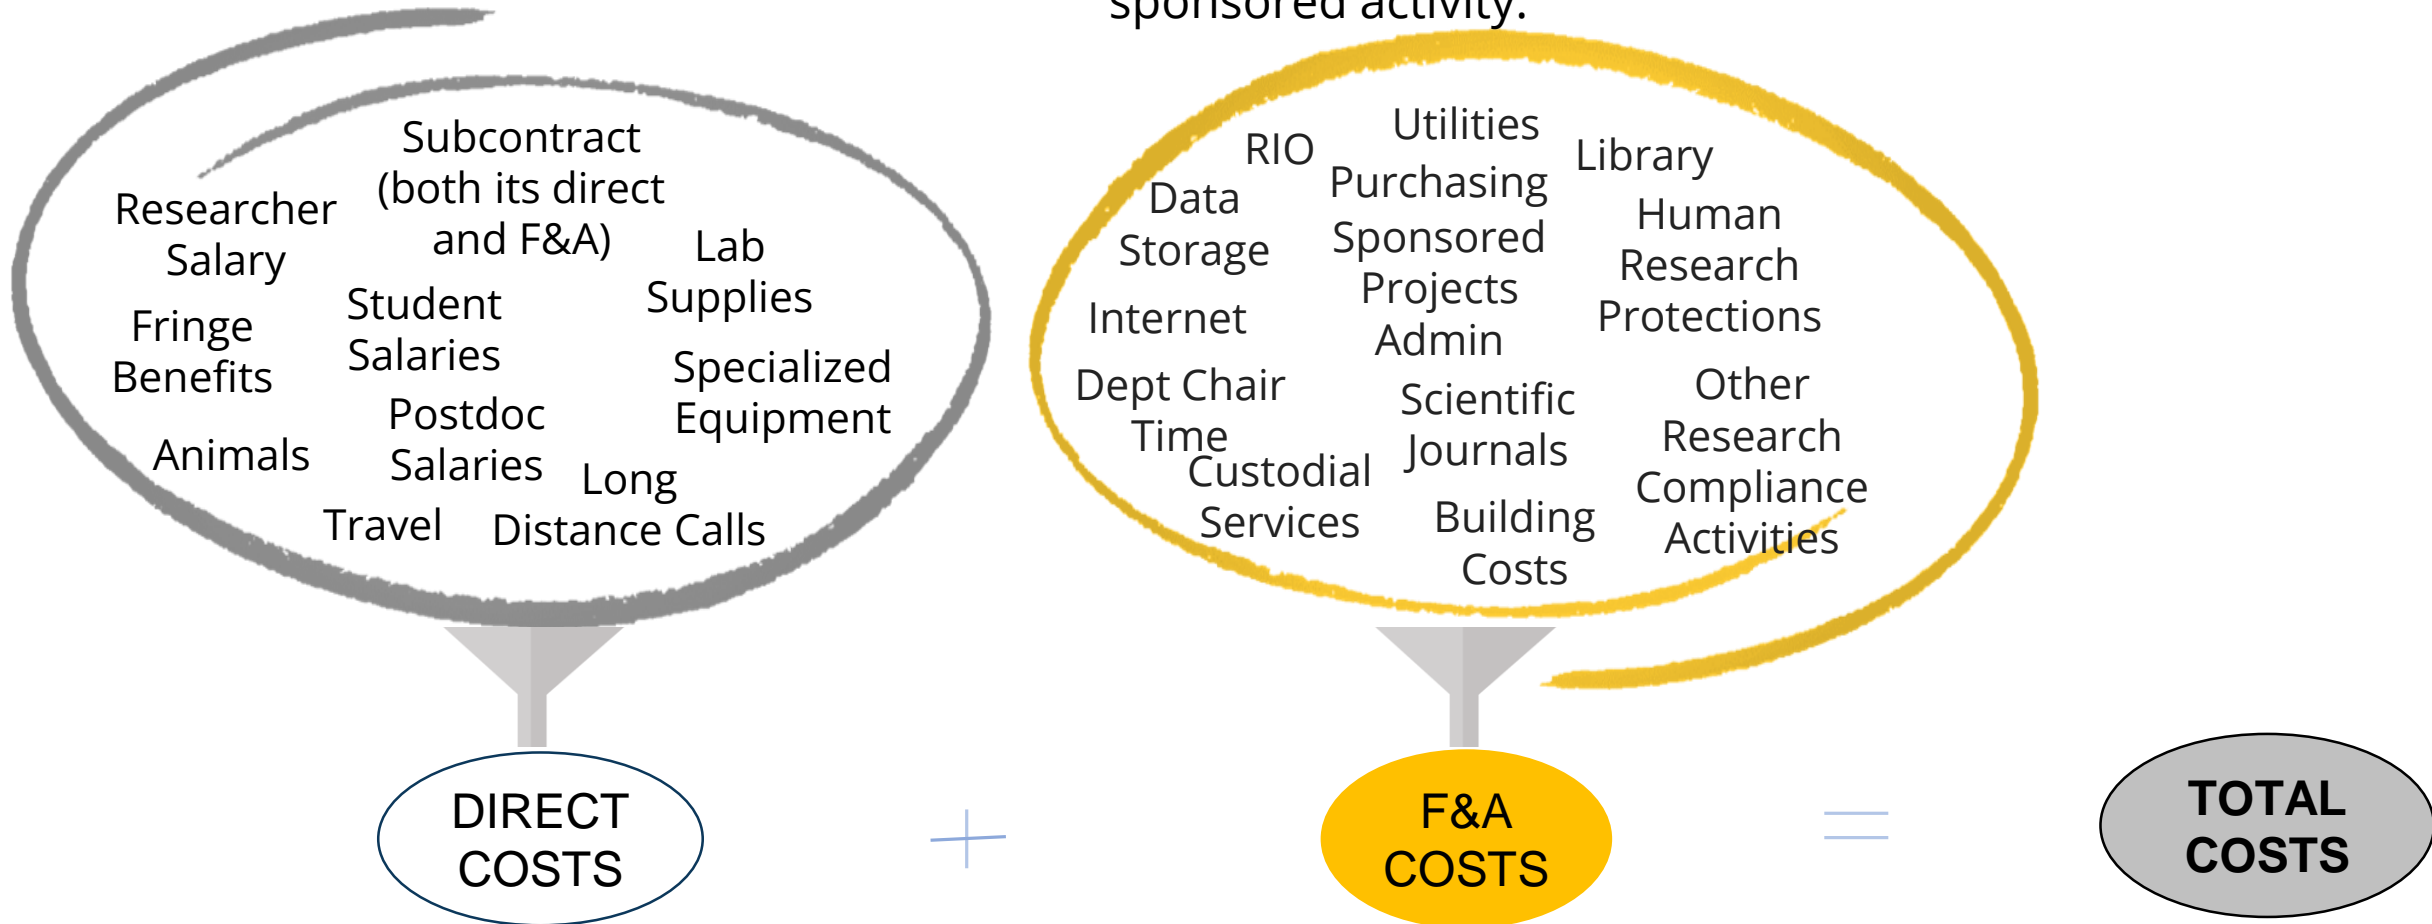 sponsored activity.
Subcontract
(both its direct
and F&A)
Researcher
Salary
Lab
Supplies
Fringe
Benefits
Student
Salaries
Specialized
Equipment
Postdoc
Salaries
Animals
Long
Distance Calls
Travel
Utilities
RIO
Library
Purchasing
Data
Storage
Sponsored
Projects
Admin
Human
Research
Protections
Internet
Dept Chair
Time
Scientific
Journals
Other
Research
Compliance
Activities
Custodial
Services
Building
Costs
DIRECT
COSTS
+
F&A
COSTS
=
TOTAL
COSTS